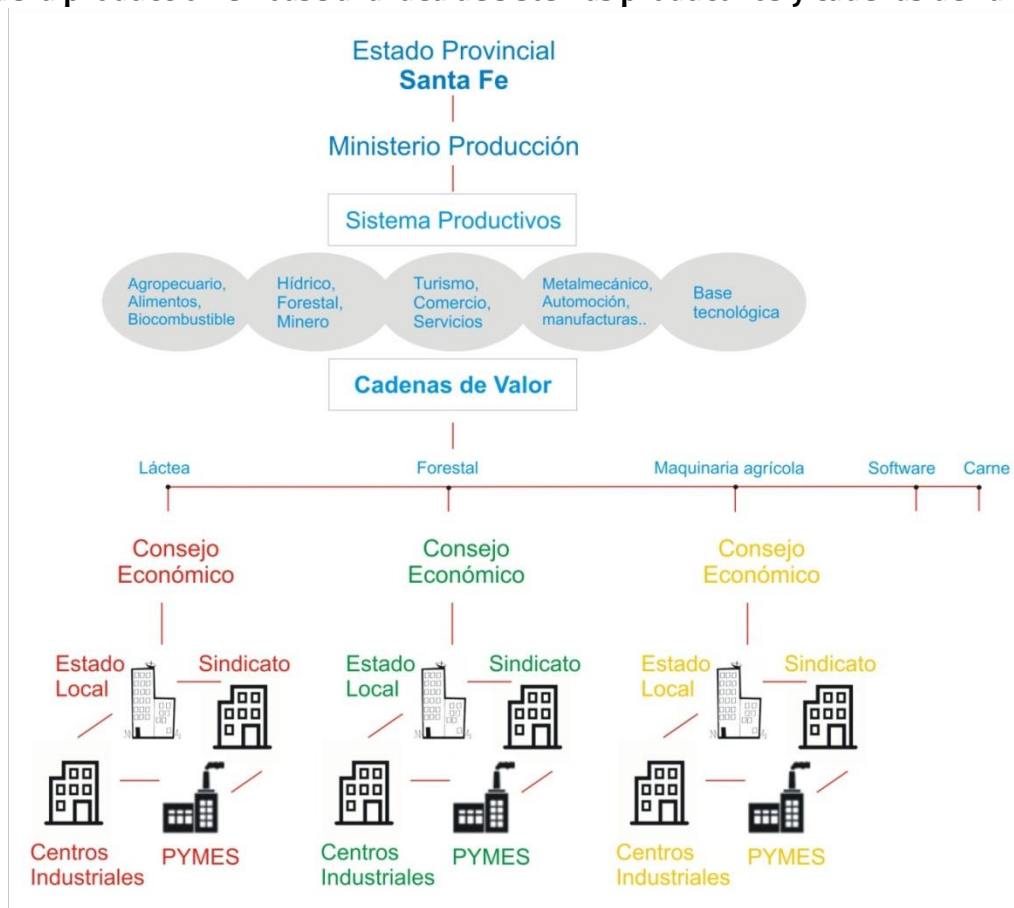 Estado Provincial
Santa Fe
Ministerio Producción
Sistema Productivos
Agropecuario,
Alimentos,
Biocombustible
Hídrico,
Forestal,
Minero
Turismo,
Comercio,
Servicios
Metalmecánico,
Automoción,
manufacturas..
Base
tecnológica
Cadenas de Valor
Láctea
Forestal
Maquinaria agrícola
Software
Carne
Consejo
Económico
Consejo
Económico
Consejo
Económico
Estado
Local
Sindicato
Centros
Industriales
PYMES
Estado
Local
Sindicato
Centros
Industriales
PYMES
Estado
Local
Sindicato
Centros
Industriales
PYMES